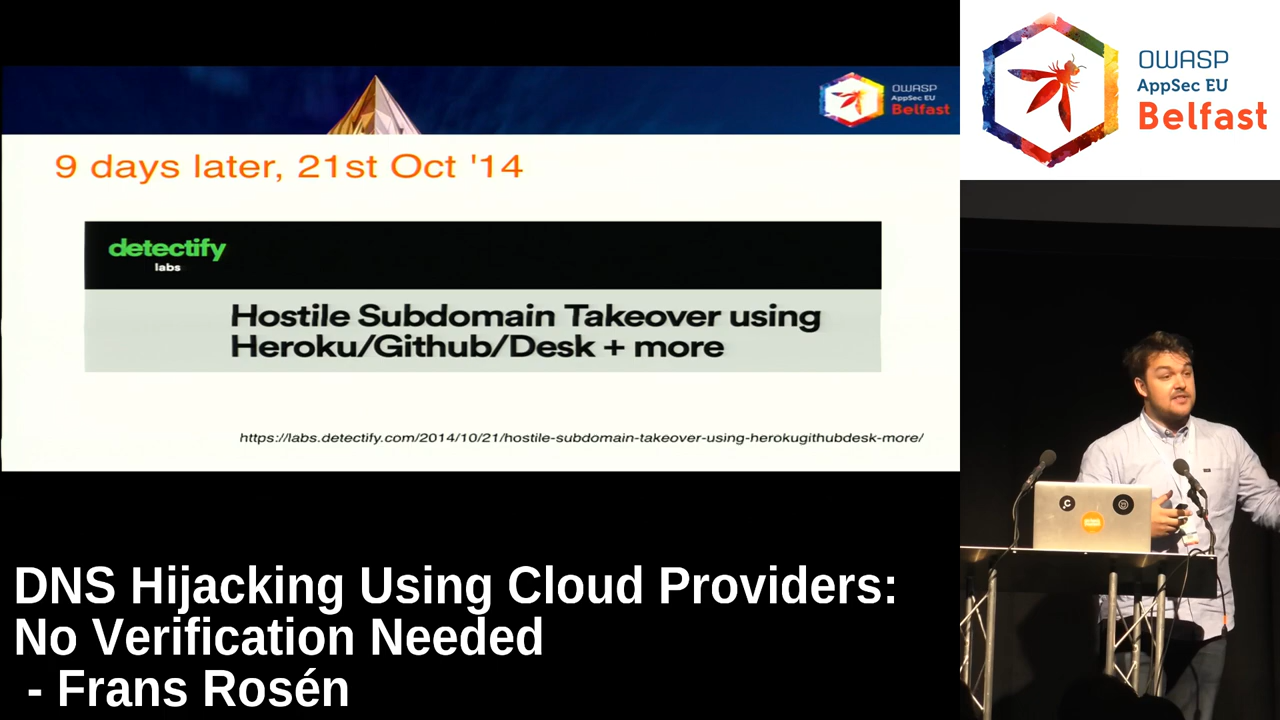 OWASP
AppSec EU
Belfast
9 days later, 21st Oct '14
detectify
labs
Hostile Subdomain Takeover using
Heroku/Github/Desk + more
https://labs.detectify.com/2014/10/21/hostile-subdomain-takeover-using-herokugithubdesk-more/
OWASP
AppSec EU
Belfast
DNS Hijacking Using Cloud Providers:
No Verification Needed
- Frans Rosén